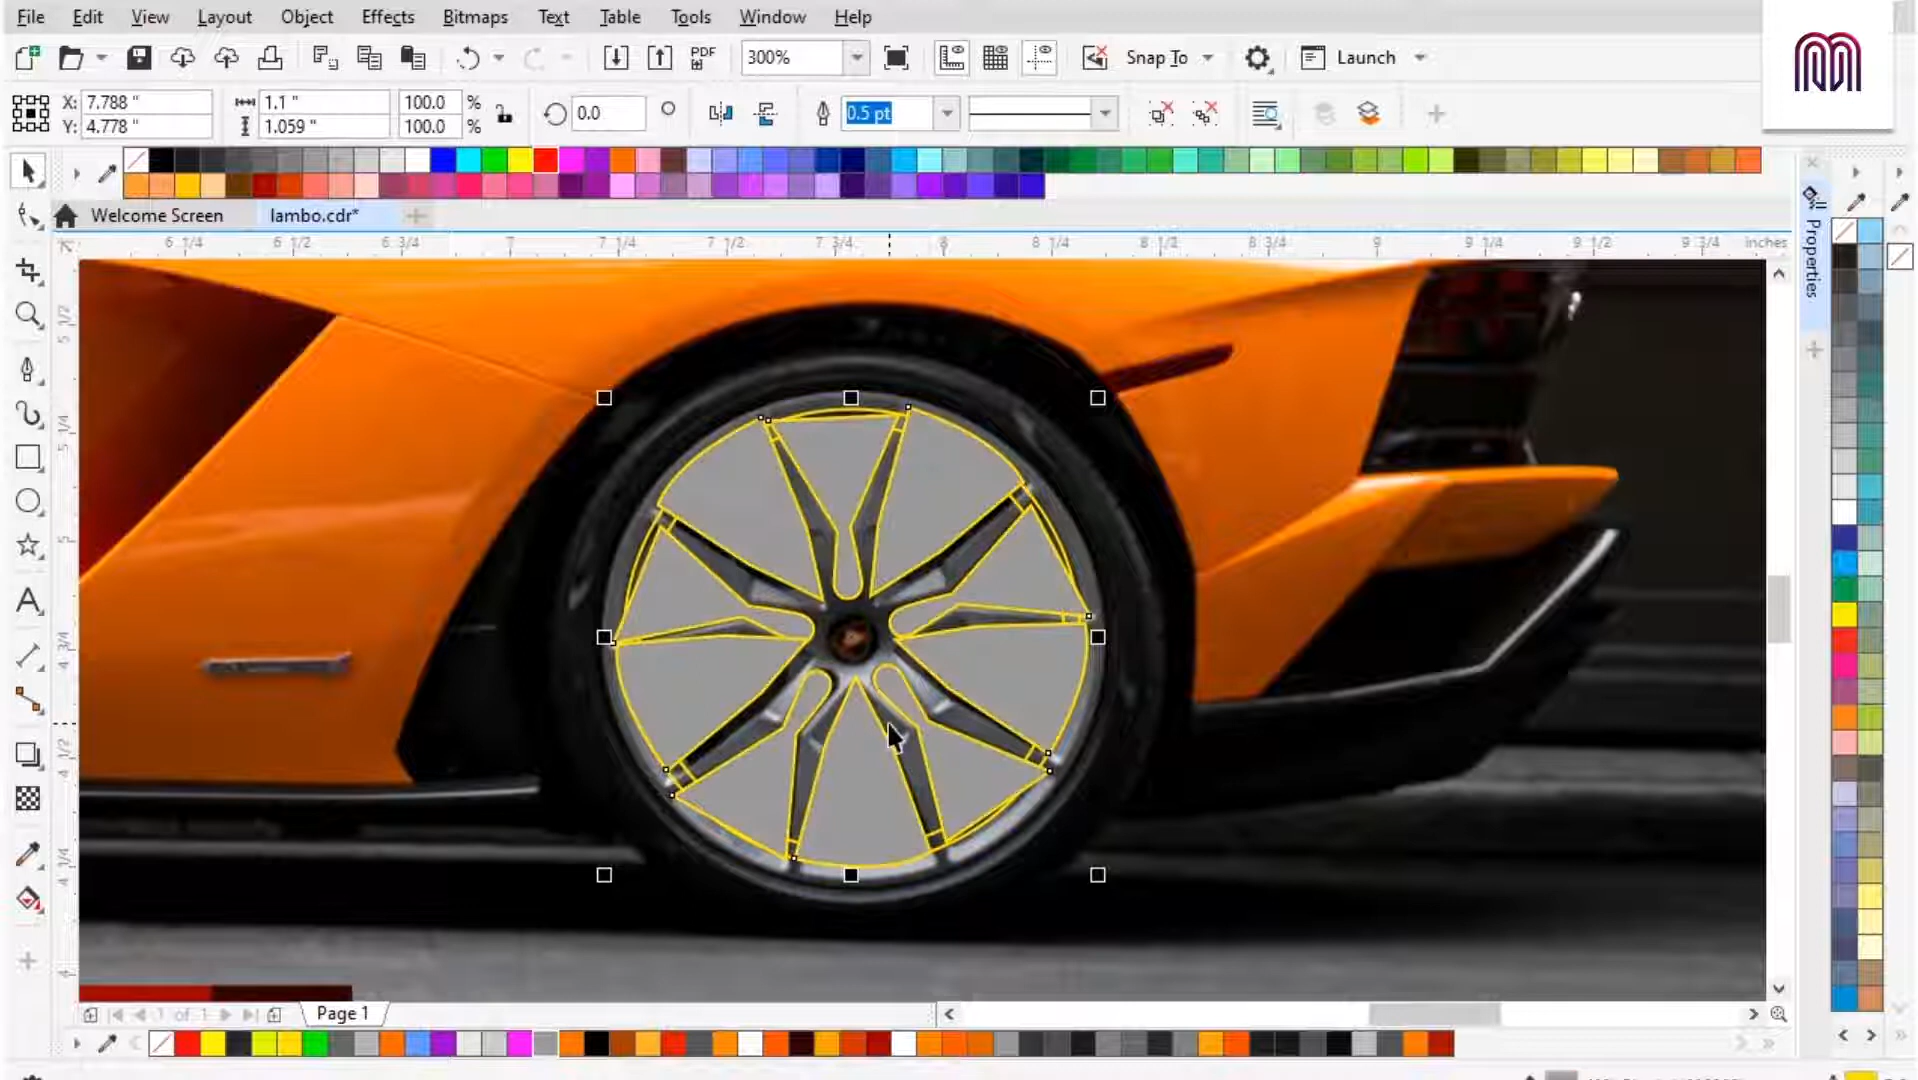 File Edit View Layout Object Effects Bitmaps Text Table Tools Window Help
PDF 300% Snap To Launch
X: 7.788 " 1.1 " 100.0 % 0.0 0.5 pt
Y: 4.778 " 1.059 " 100.0 %
Welcome Screen lambo.cdr*
6 1/4 6 1/2 6 3/4 7 7 1/4 7 1/2 7 3/4 8 8 1/4 8 1/2 8 3/4 9 9 1/4 9 1/2 9 3/4 inches
Properties
5 1/2
5 1/4
5
4 3/4
4 1/2
4 1/4
4
1 of 1 Page 1